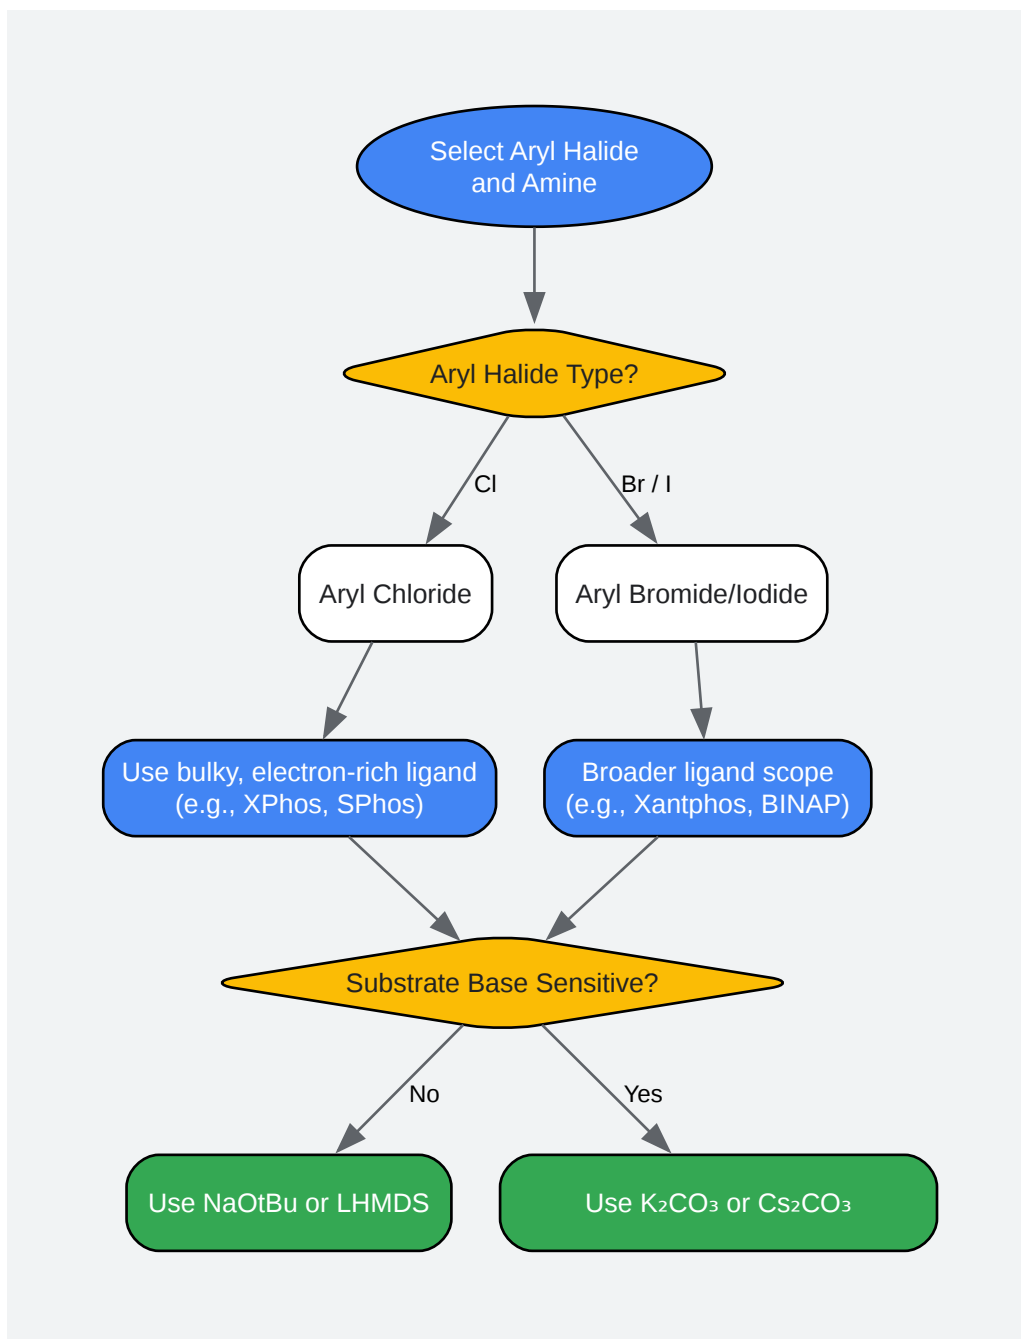 Select Aryl Halide
and Amine
Aryl Halide Type?
Cl
Br / I
Aryl Chloride
Aryl Bromide/Iodide
Use bulky, electron-rich ligand
(e.g., XPhos, SPhos)
Broader ligand scope
(e.g., Xantphos, BINAP)
Substrate Base Sensitive?
No
Yes
Use NaOtBu or LHMDS
Use K₂CO₃ or Cs₂CO₃